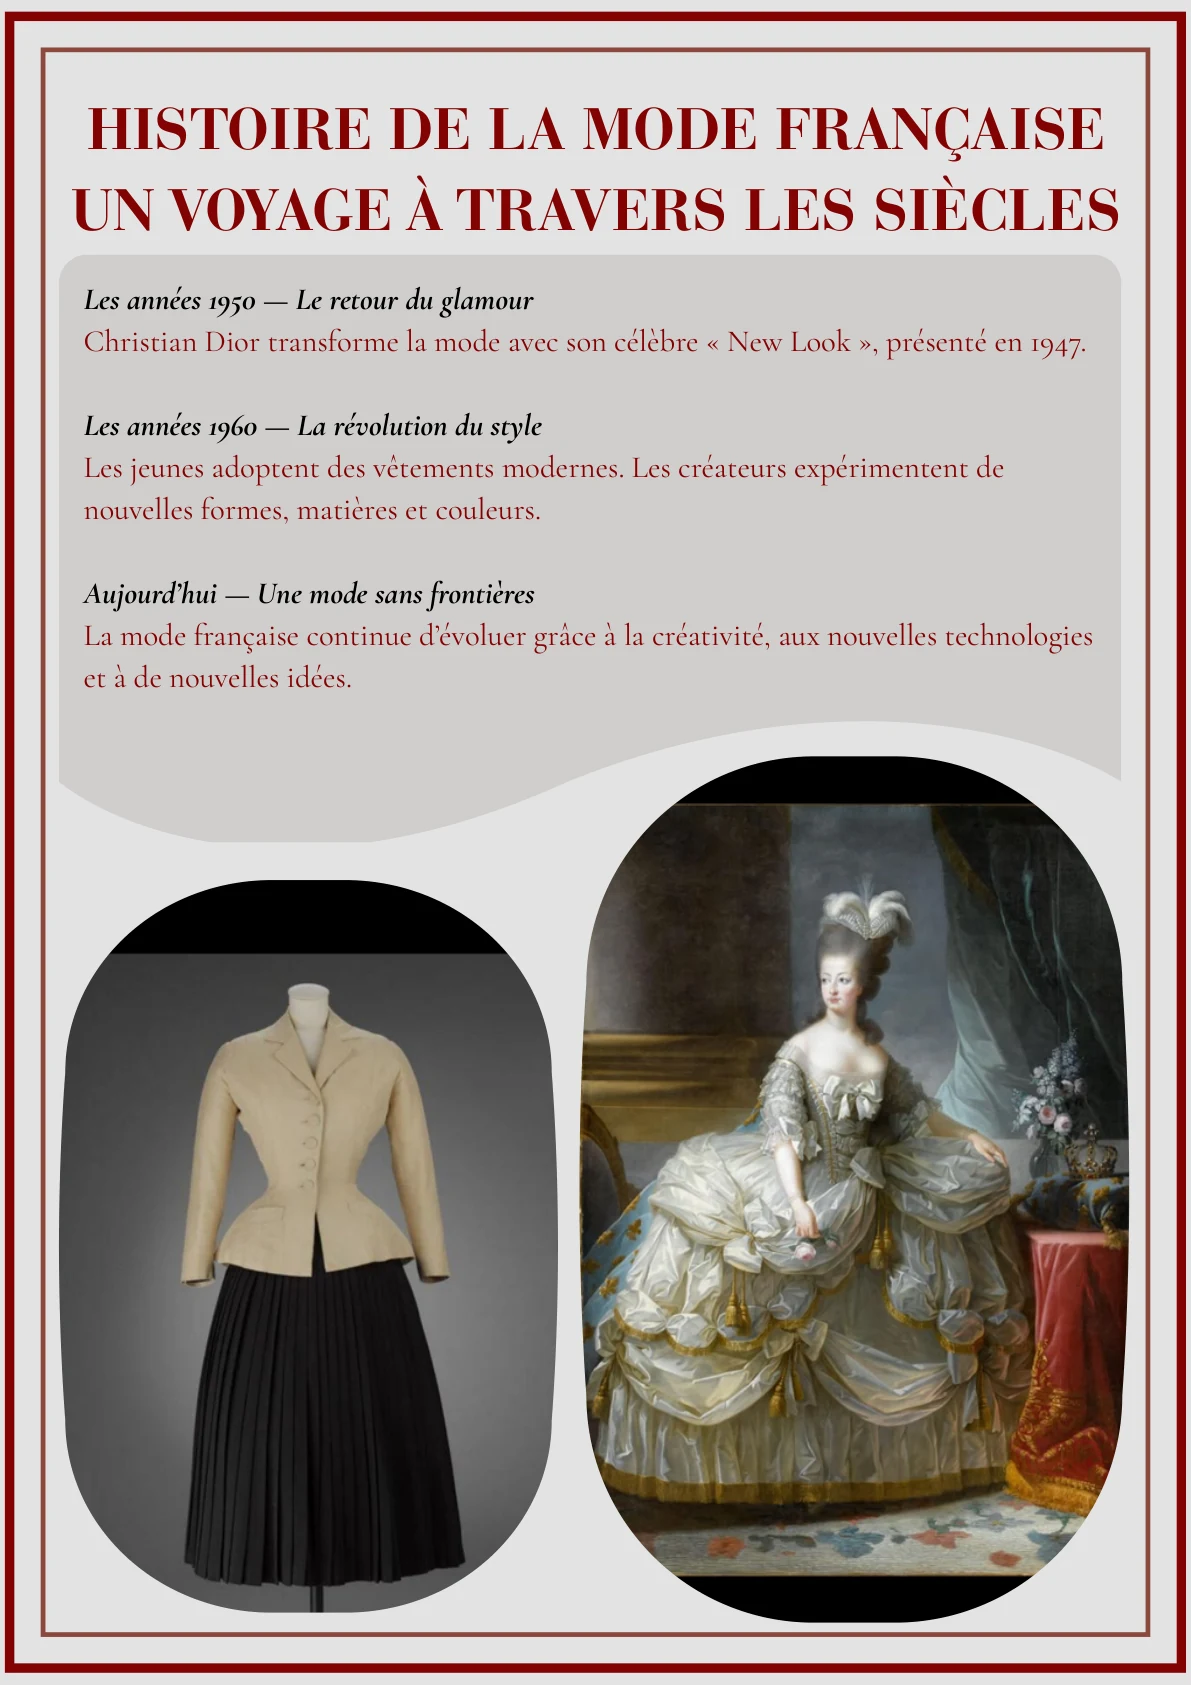 HISTOIRE DE LA MODE FRANÇAISE
UN VOYAGE À TRAVERS LES SIÈCLES
Les années 1950 — Le retour du glamour
Christian Dior transforme la mode avec son célèbre « New Look », présenté en 1947.
Les années 1960 — La révolution du style
Les jeunes adoptent des vêtements modernes. Les créateurs expérimentent de
nouvelles formes, matières et couleurs.
Aujourd’hui — Une mode sans frontières
La mode française continue d’évoluer grâce à la créativité, aux nouvelles technologies
et à de nouvelles idées.